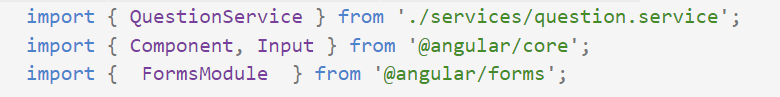 import { QuestionService } from './services/question.service';
import { Component, Input } from '@angular/core';
import {  FormsModule  } from '@angular/forms';